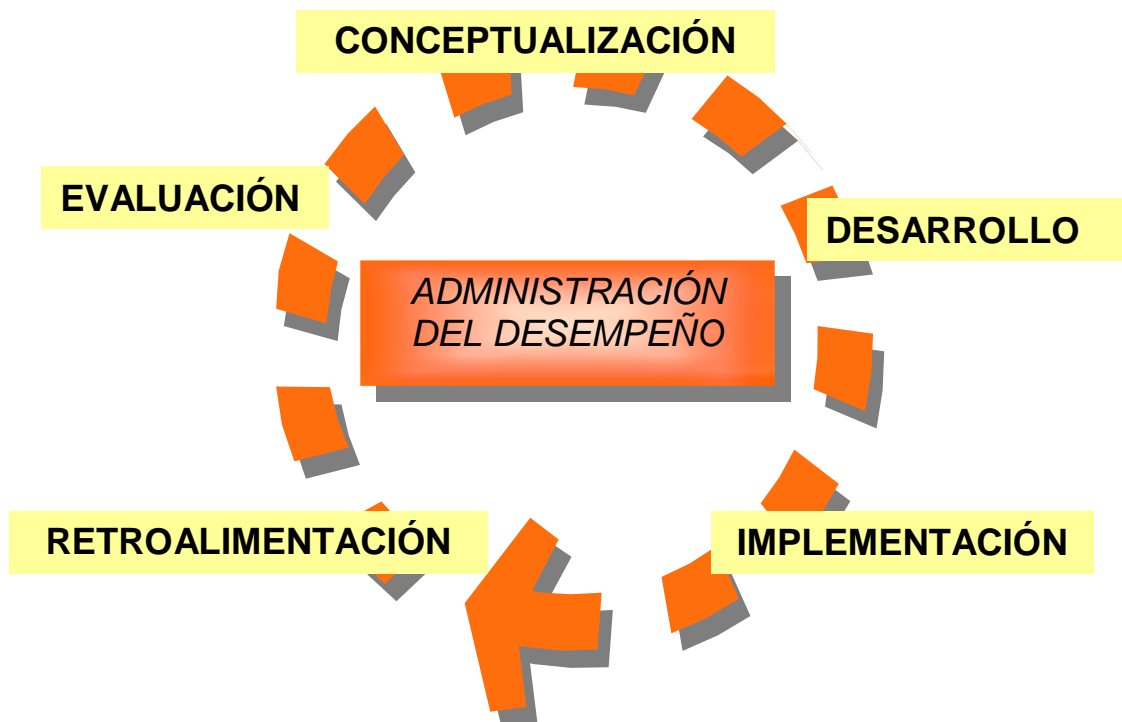 CONCEPTUALIZACIÓN
EVALUACIÓN
DESARROLLO
ADMINISTRACIÓN
DEL DESEMPEÑO
RETROALIMENTACIÓN
IMPLEMENTACIÓN